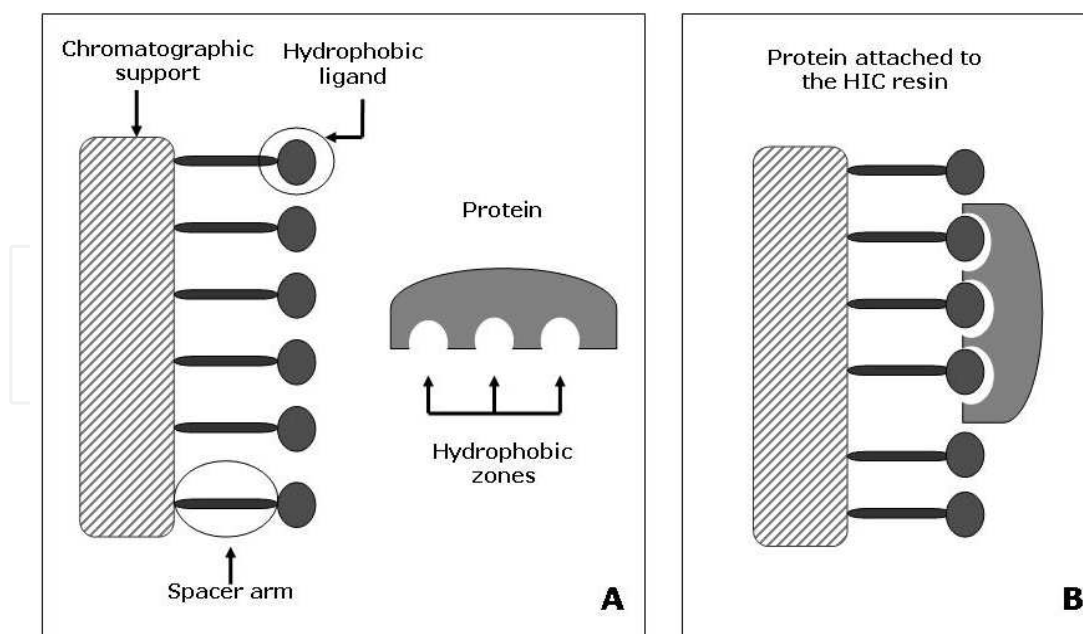 Chromatographic
support
Hydrophobic
ligand
Protein
Hydrophobic
zones
Spacer arm
A
Protein attached to
the HIC resin
B